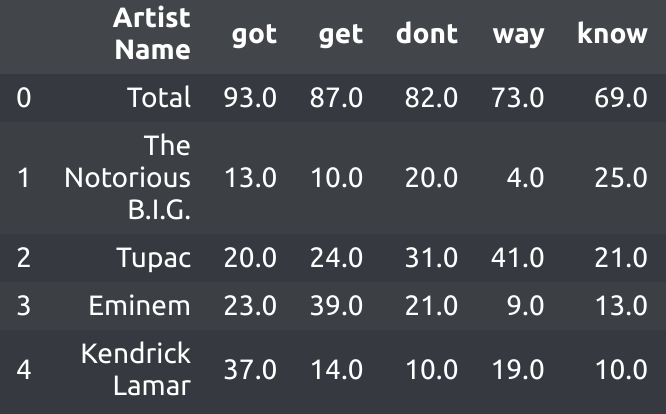 Artist Name got get dont way know
0 Total 93.0 87.0 82.0 73.0 69.0
1 The Notorious B.I.G. 13.0 10.0 20.0 4.0 25.0
2 Tupac 20.0 24.0 31.0 41.0 21.0
3 Eminem 23.0 39.0 21.0 9.0 13.0
4 Kendrick Lamar 37.0 14.0 10.0 19.0 10.0